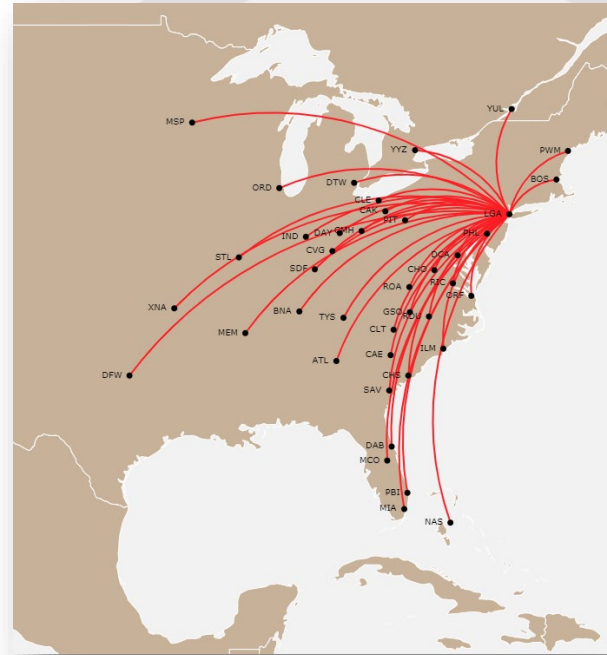 YUL
MSP
YYZ
PWM
ORD
DTW
BOS
CLE
CAK
LGA
PIT
CMH
DAY
IND
PHL
CVG
STL
DCA
SDF
CHO
RIC
ROA
ORF
XNA
BNA
GSO
RDU
TYS
CLT
MEM
ILM
CAE
ATL
DFW
CHS
SAV
DAB
MCO
PBI
MIA
NAS